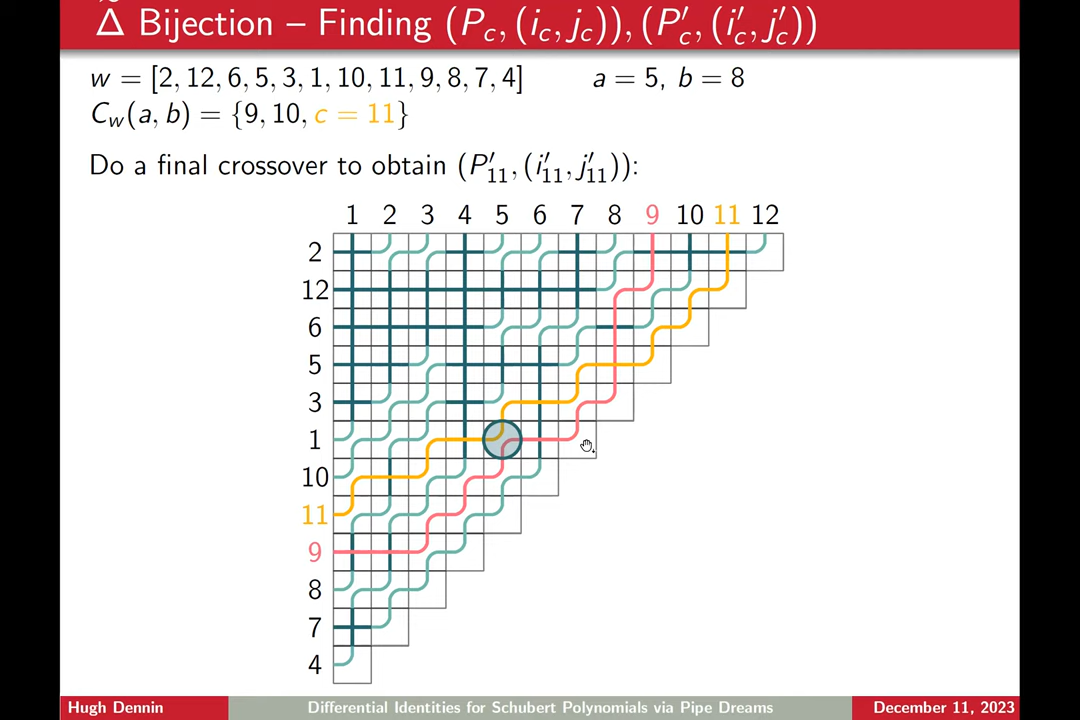 Δ Bijection – Finding (P_c, (i_c, j_c)), (P′_c, (i′_c, j′_c))
w = [2, 12, 6, 5, 3, 1, 10, 11, 9, 8, 7, 4] a = 5, b = 8
C_w(a, b) = {9, 10, c = 11}
Do a final crossover to obtain (P′_11, (i′_11, j′_11)):
1 2 3 4 5 6 7 8 9 10 11 12
2
12
6
5
3
1
10
11
9
8
7
4
Hugh Dennin Differential Identities for Schubert Polynomials via Pipe Dreams December 11, 2023